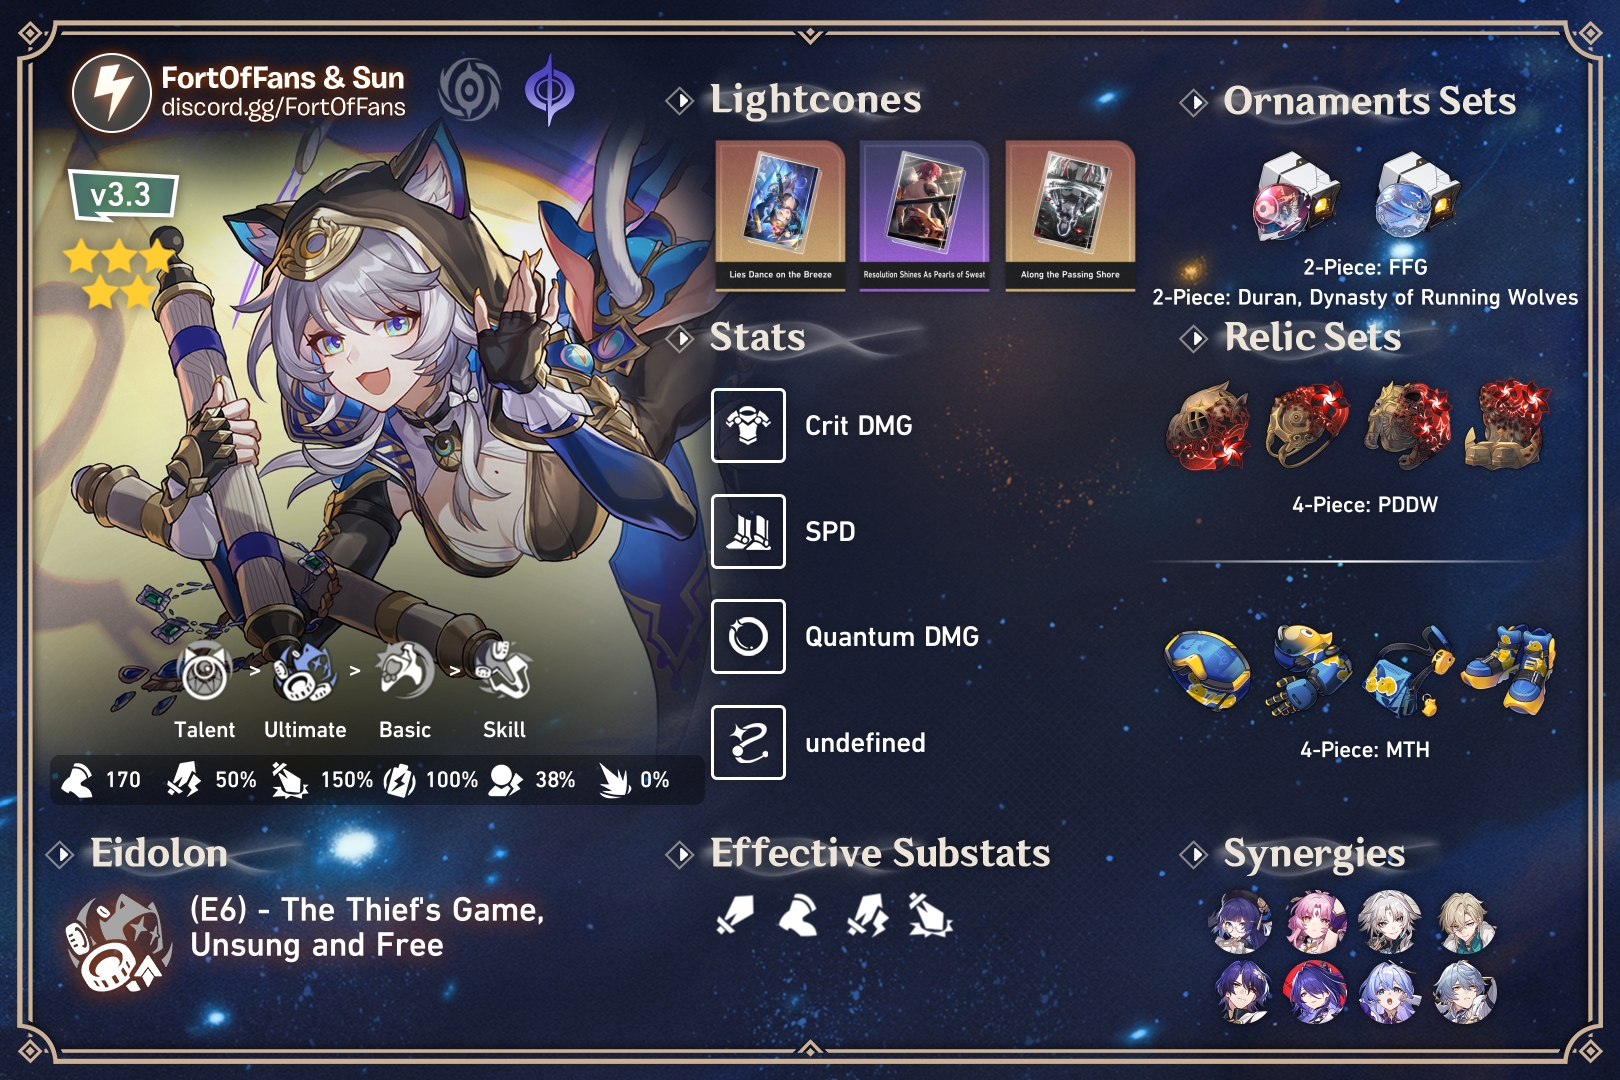 FortOfFans & Sun
discord.gg/FortOfFans
v3.3
Talent > Ultimate > Basic > Skill
170 50% 150% 100% 38% 0%
Eidolon
(E6) - The Thief's Game,
Unsung and Free
Lightcones
Lies Dance on the Breeze
Resolution Shines As Pearls of Sweat
Along the Passing Shore
Stats
Crit DMG
SPD
Quantum DMG
undefined
Effective Substats
Ornaments Sets
2-Piece: FFG
2-Piece: Duran, Dynasty of Running Wolves
Relic Sets
4-Piece: PDDW
4-Piece: MTH
Synergies